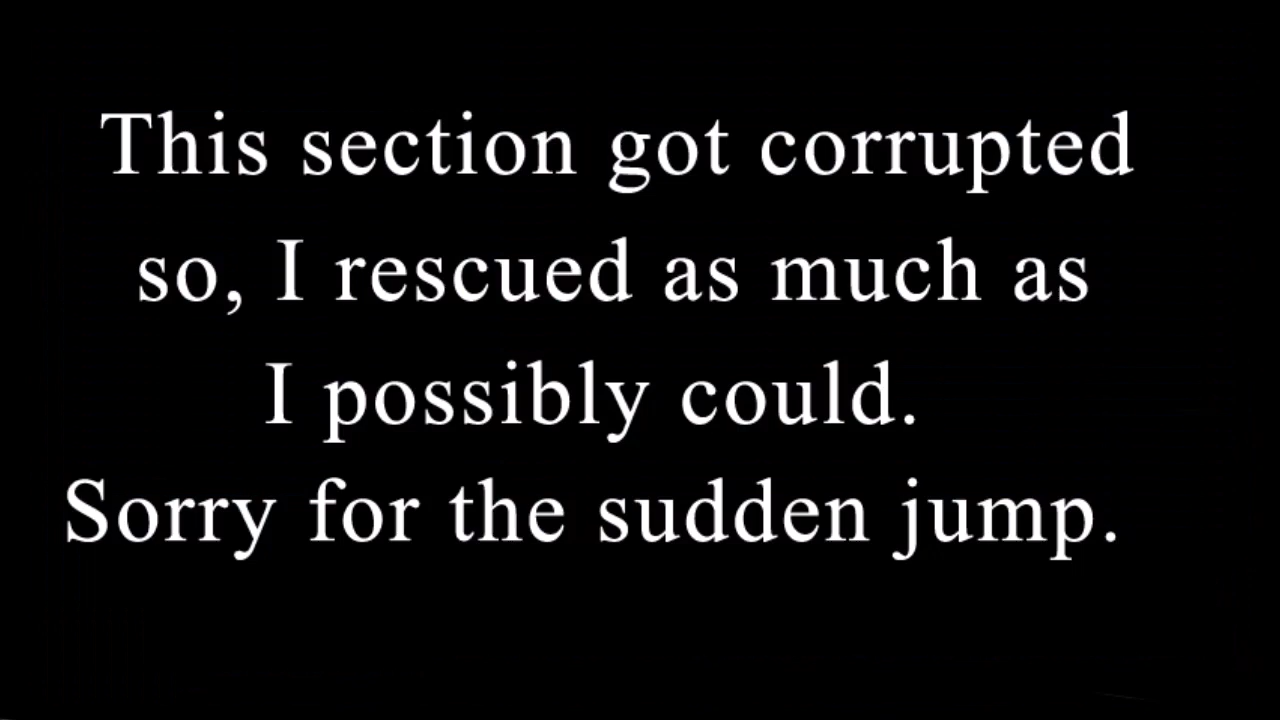 This section got corrupted
so, I rescued as much as
I possibly could.
Sorry for the sudden jump.